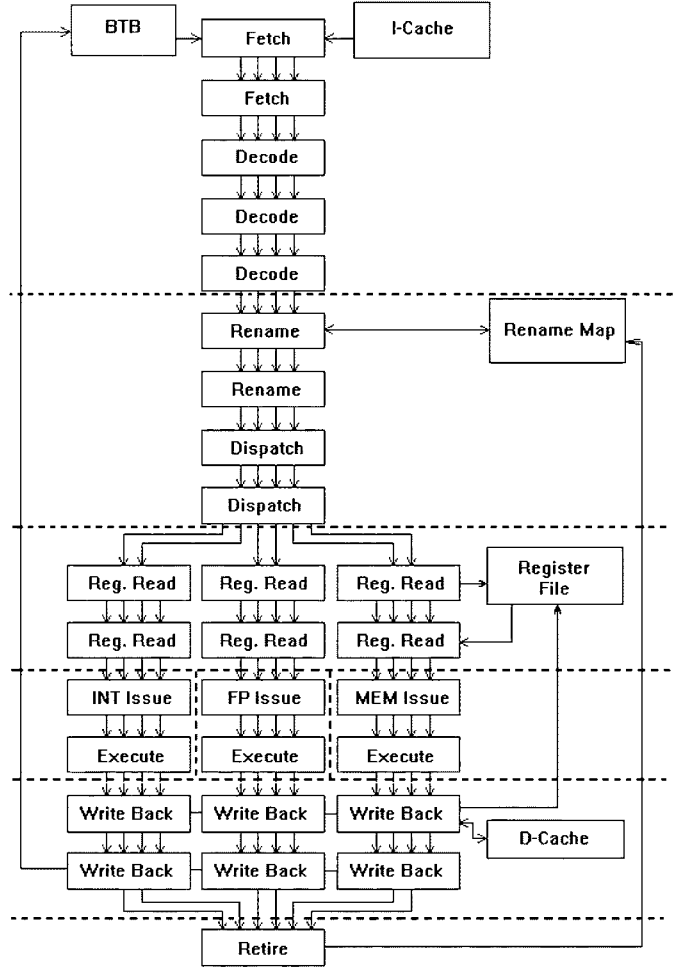 BTB
Fetch
I-Cache
Fetch
Decode
Decode
Decode
Rename
Rename Map
Rename
Dispatch
Dispatch
Reg. Read
Reg. Read
Reg. Read
Register
File
Reg. Read
Reg. Read
Reg. Read
INT Issue
FP Issue
MEM Issue
Execute
Execute
Execute
Write Back
Write Back
Write Back
D-Cache
Write Back
Write Back
Write Back
Retire